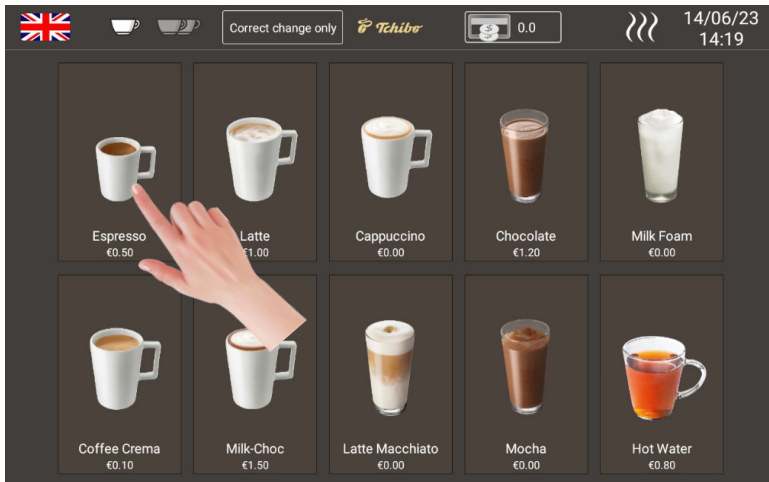 Correct change only
Tchibo
0.0
14/06/23
14:19
Espresso
€0.50
Latte
€1.00
Cappuccino
€0.00
Chocolate
€1.20
Milk Foam
€0.00
Coffee Crema
€0.10
Milk-Choc
€1.50
Latte Macchiato
€0.00
Mocha
€0.00
Hot Water
€0.80